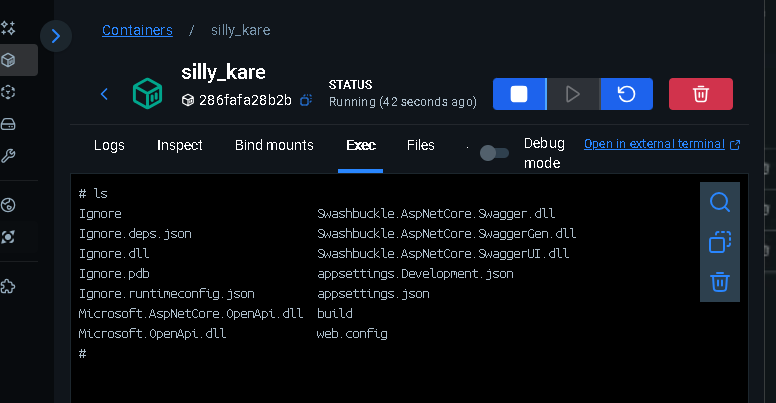 Containers / silly_kare
silly_kare
286fafa28b2b
STATUS
Running (42 seconds ago)
Logs Inspect Bind mounts Exec Files
Debug mode
Open in external terminal
# ls
Ignore Swashbuckle.AspNetCore.Swagger.dll
Ignore.deps.json Swashbuckle.AspNetCore.SwaggerGen.dll
Ignore.dll Swashbuckle.AspNetCore.SwaggerUI.dll
Ignore.pdb appsettings.Development.json
Ignore.runtimeconfig.json appsettings.json
Microsoft.AspNetCore.OpenApi.dll build
Microsoft.OpenApi.dll web.config
#